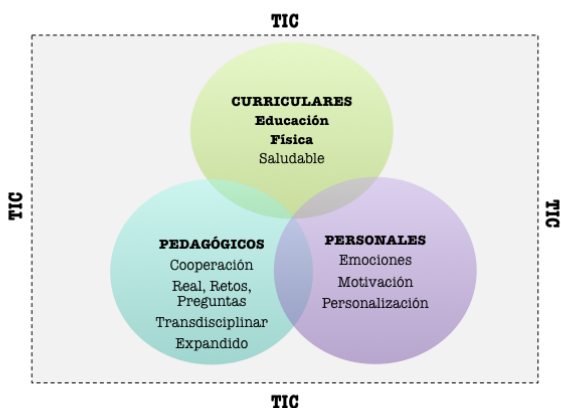 TIC
CURRICULARES
Educación
Física
Saludable
TIC
TIC
PEDAGÓGICOS
Cooperación
Real, Retos,
Preguntas
Transdisciplinar
Expandido
PERSONALES
Emociones
Motivación
Personalización
TIC